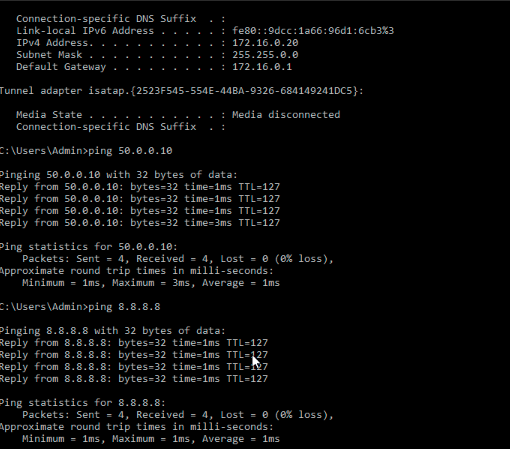 Connection-specific DNS Suffix  . :
Link-local IPv6 Address . . . . . : fe80::9dcc:1a66:96d1:6cb3%3
IPv4 Address. . . . . . . . . . . : 172.16.0.20
Subnet Mask . . . . . . . . . . . : 255.255.0.0
Default Gateway . . . . . . . . . : 172.16.0.1
Tunnel adapter isatap.{2523F545-554E-44BA-9326-684149241DC5}:
Media State . . . . . . . . . . . : Media disconnected
Connection-specific DNS Suffix  . :
C:\Users\Admin>ping 50.0.0.10
Pinging 50.0.0.10 with 32 bytes of data:
Reply from 50.0.0.10: bytes=32 time=1ms TTL=127
Reply from 50.0.0.10: bytes=32 time=1ms TTL=127
Reply from 50.0.0.10: bytes=32 time=1ms TTL=127
Reply from 50.0.0.10: bytes=32 time=3ms TTL=127
Ping statistics for 50.0.0.10:
Packets: Sent = 4, Received = 4, Lost = 0 (0% loss),
Approximate round trip times in milli-seconds:
Minimum = 1ms, Maximum = 3ms, Average = 1ms
C:\Users\Admin>ping 8.8.8.8
Pinging 8.8.8.8 with 32 bytes of data:
Reply from 8.8.8.8: bytes=32 time=1ms TTL=127
Reply from 8.8.8.8: bytes=32 time=1ms TTL=127
Reply from 8.8.8.8: bytes=32 time=1ms TTL=127
Reply from 8.8.8.8: bytes=32 time=1ms TTL=127
Ping statistics for 8.8.8.8:
Packets: Sent = 4, Received = 4, Lost = 0 (0% loss),
Approximate round trip times in milli-seconds:
Minimum = 1ms, Maximum = 1ms, Average = 1ms